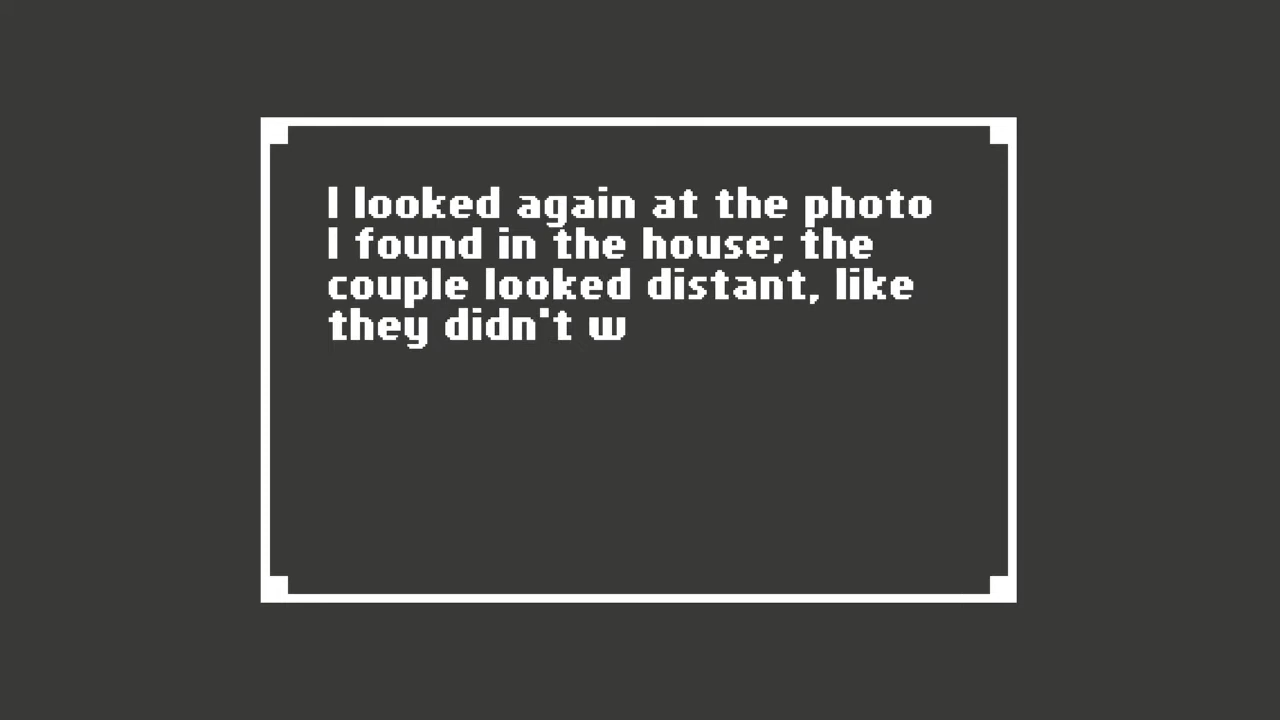 I looked again at the photo
I found in the house; the
couple looked distant, like
they didn't w